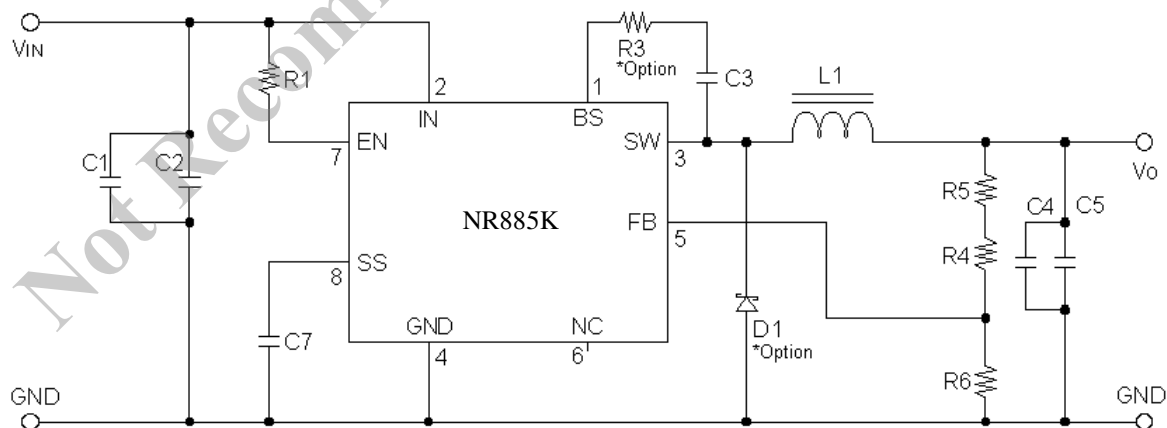 VIN
R1
C1
C2
2
IN
7
EN
NR885K
8
SS
C7
GND
4
NC
6
1
BS
R3
*Option
C3
SW
3
FB
5
L1
D1
*Option
R5
R4
R6
C4
C5
Vo
GND
GND
Not